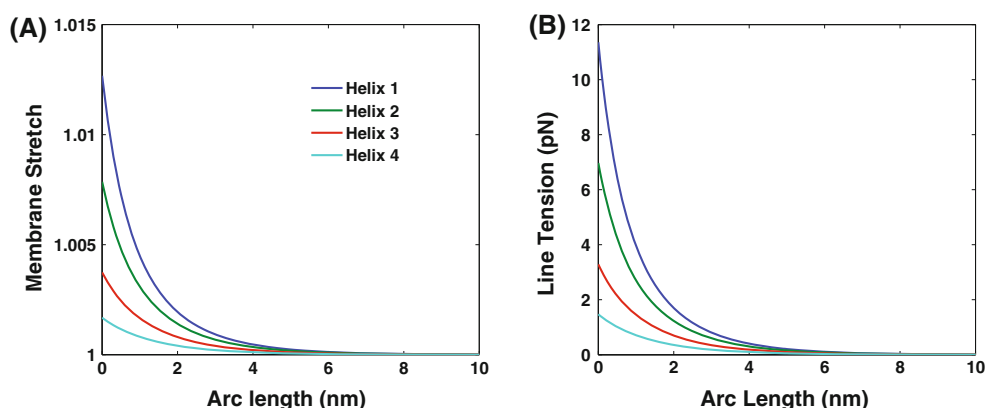 (A)
1.015
1.01
1.005
1
Membrane Stretch
Helix 1
Helix 2
Helix 3
Helix 4
0 2 4 6 8 10
Arc length (nm)
(B)
12
10
8
6
4
2
0
Line Tension (pN)
0 2 4 6 8 10
Arc Length (nm)